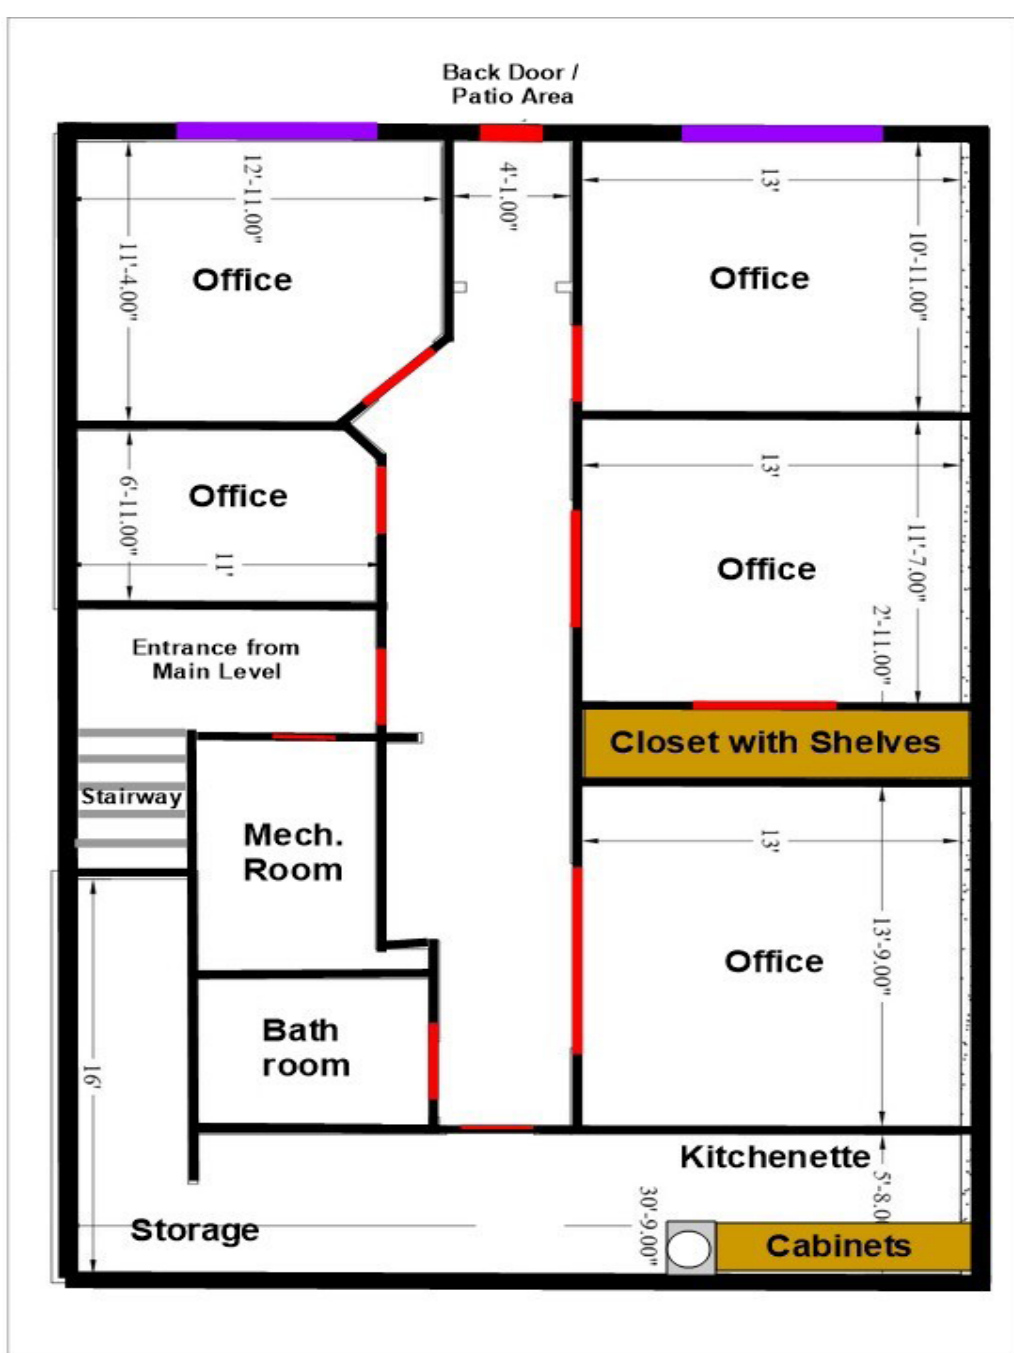 Back Door /
Patio Area
12'-11.00"
4'-1.00"
13'
11'-4.00"
10'-11.00"
Office
Office
13'
6'-11.00"
Office
11'
11'-7.00"
Office
2'-11.00"
Entrance from
Main Level
Closet with Shelves
Stairway
Mech.
Room
13'
13'-9.00"
Office
Bath
room
16'
Kitchenette
5'-8.0
30'-9.00"
Storage
Cabinets